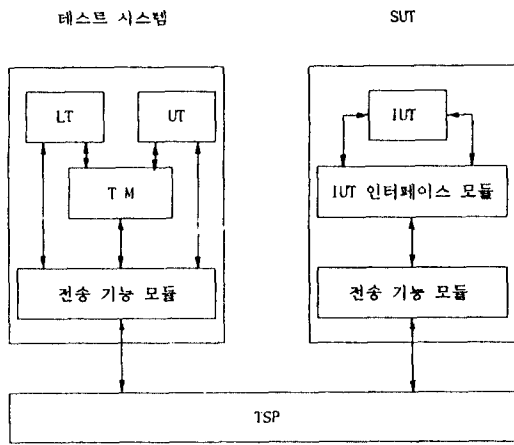 테스트 시스템
SUT
LT
UT
T M
전송 기능 모듈
IUT
IUT 인터페이스 모듈
전송 기능 모듈
TSP